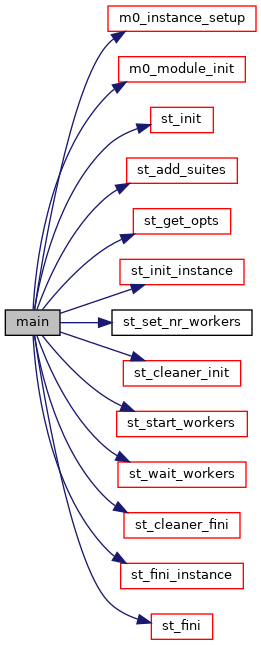 m0_instance_setup
m0_module_init
st_init
st_add_suites
st_get_opts
st_init_instance
main
st_set_nr_workers
st_cleaner_init
st_start_workers
st_wait_workers
st_cleaner_fini
st_fini_instance
st_fini